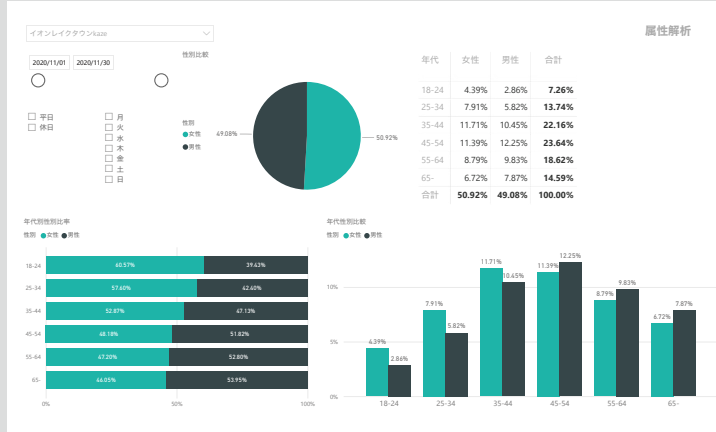 イオンレイクタウンkaze
属性解析
2020/11/01 2020/11/30
平日
休日
月
火
水
木
金
土
日
性別比較
性別
女性
男性
49.08%
50.92%
年代 女性 男性 合計
18-24 4.39% 2.86% 7.26%
25-34 7.91% 5.82% 13.74%
35-44 11.71% 10.45% 22.16%
45-54 11.39% 12.25% 23.64%
55-64 8.79% 9.83% 18.62%
65- 6.72% 7.87% 14.59%
合計 50.92% 49.08% 100.00%
年代別性別比率
性別 女性 男性
18-24 60.57% 39.43%
25-34 57.60% 42.40%
35-44 52.87% 47.13%
45-54 48.18% 51.82%
55-64 47.20% 52.80%
65- 46.05% 53.95%
0% 50% 100%
年代性別比較
性別 女性 男性
10%
5%
0%
4.39% 2.86%
7.91% 5.82%
11.71% 10.45%
11.39% 12.25%
8.79% 9.83%
6.72% 7.87%
18-24 25-34 35-44 45-54 55-64 65-